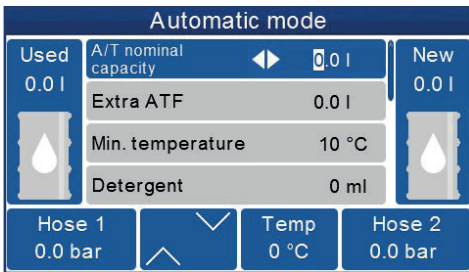 Automatic mode
Used
0.0 l
A/T nominal
capacity
0.0 l
New
0.0 l
Extra ATF
0.0 l
Min. temperature
10 °C
Detergent
0 ml
Hose 1
0.0 bar
Temp
0 °C
Hose 2
0.0 bar